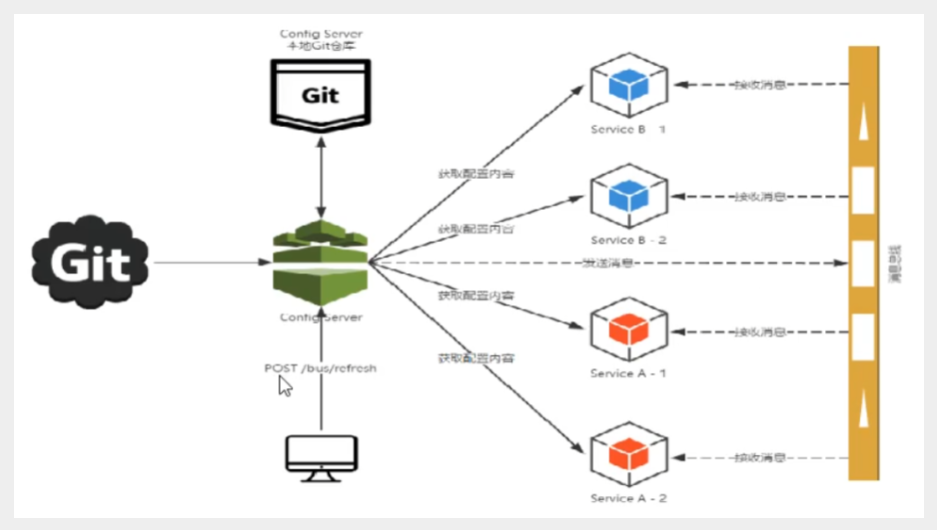 Config Server
本地Git仓库
Git
Service B - 1
接收消息
获取配置内容
Service B - 2
接收消息
获取配置内容
Git
发送消息
消息总线
Config Server
获取配置内容
Service A - 1
接收消息
获取配置内容
POST /bus/refresh
Service A - 2
接收消息